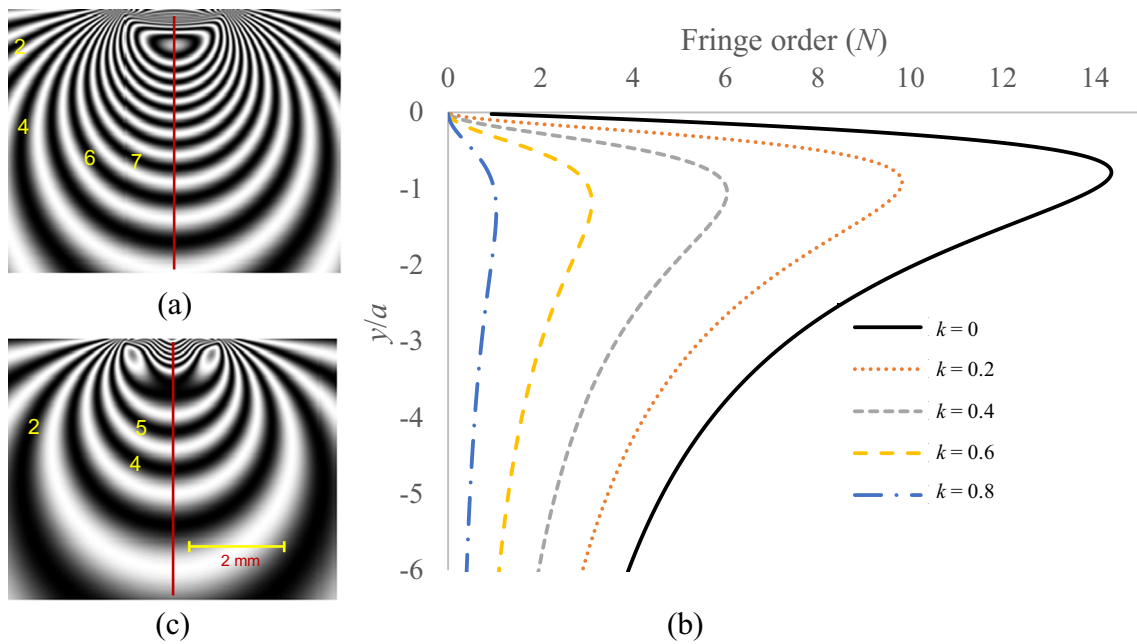 2
4
6
7
(a)
2
5
4
2 mm
(c)
Fringe order (N)
0 2 4 6 8 10 12 14
y/a
0
-1
-2
-3
-4
-5
-6
k = 0
k = 0.2
k = 0.4
k = 0.6
k = 0.8
(b)